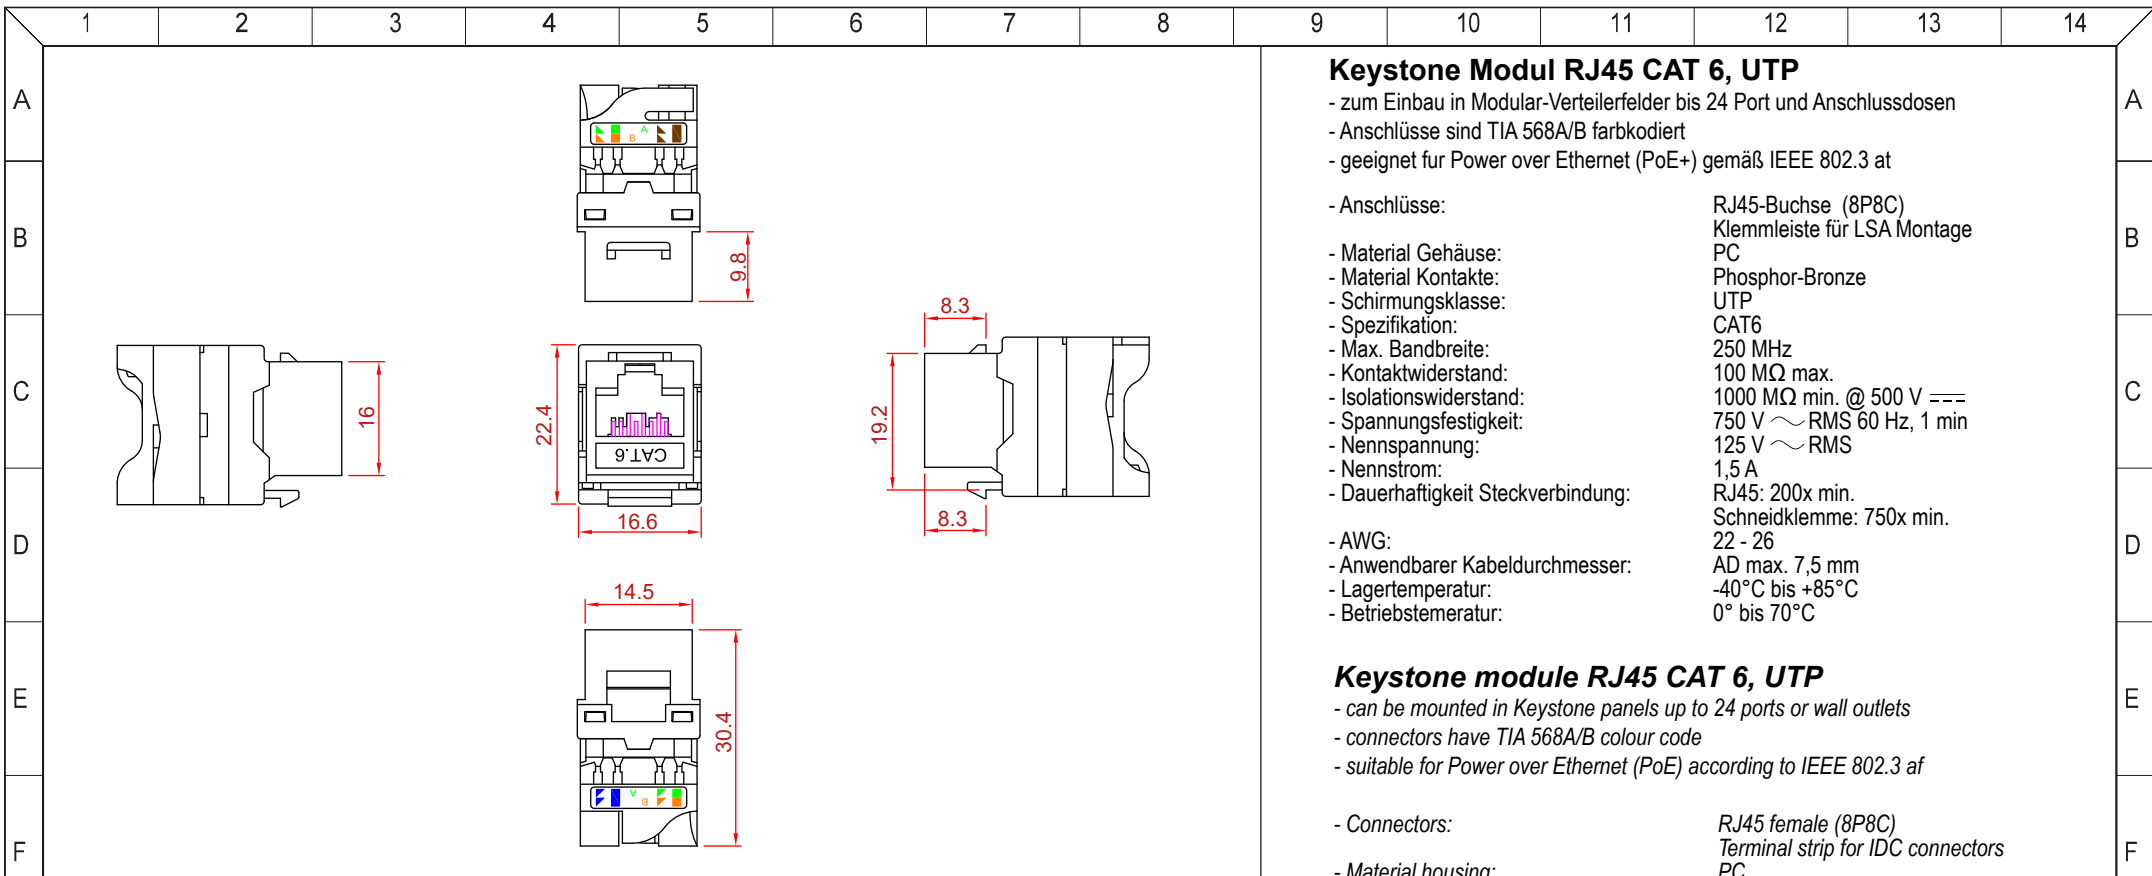 1 2 3 4 5 6 7 8 9 10 11 12 13 14
A
B
C
D
E
F
A
B
C
D
E
F
A
B
9.8
16
22.4
CAT.6
16.6
8.3
19.2
8.3
14.5
30.4
A
B
Keystone Modul RJ45 CAT 6, UTP
- zum Einbau in Modular-Verteilerfelder bis 24 Port und Anschlussdosen
- Anschlüsse sind TIA 568A/B farbkodiert
- geeignet fur Power over Ethernet (PoE+) gemäß IEEE 802.3 at
- Anschlüsse: RJ45-Buchse (8P8C)
Klemmleiste für LSA Montage
- Material Gehäuse: PC
- Material Kontakte: Phosphor-Bronze
- Schirmungsklasse: UTP
- Spezifikation: CAT6
- Max. Bandbreite: 250 MHz
- Kontaktwiderstand: 100 MΩ max.
- Isolationswiderstand: 1000 MΩ min. @ 500 V ⎓
- Spannungsfestigkeit: 750 V ～ RMS 60 Hz, 1 min
- Nennspannung: 125 V ～ RMS
- Nennstrom: 1,5 A
- Dauerhaftigkeit Steckverbindung: RJ45: 200x min.
Schneidklemme: 750x min.
- AWG: 22 - 26
- Anwendbarer Kabeldurchmesser: AD max. 7,5 mm
- Lagertemperatur: -40°C bis +85°C
- Betriebstemeratur: 0° bis 70°C
Keystone module RJ45 CAT 6, UTP
- can be mounted in Keystone panels up to 24 ports or wall outlets
- connectors have TIA 568A/B colour code
- suitable for Power over Ethernet (PoE) according to IEEE 802.3 af
- Connectors: RJ45 female (8P8C)
Terminal strip for IDC connectors
- Material housing: PC